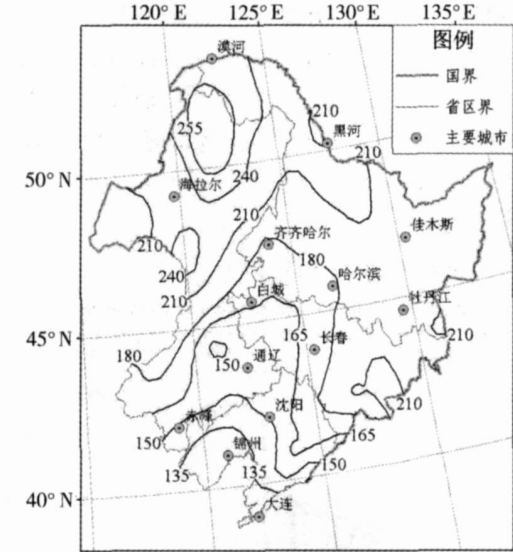 120° E 125° E 130° E 135° E
图例
国界
省区界
主要城市
漠河
210
黑河
255
210
240
50° N
海拉尔
210
佳木斯
齐齐哈尔
210
180
240
哈尔滨
210
白城
牡丹江
45° N
165
长春
210
180
150
通辽
210
赤峰
沈阳
165
150
锦州
150
135
135
40° N
大连